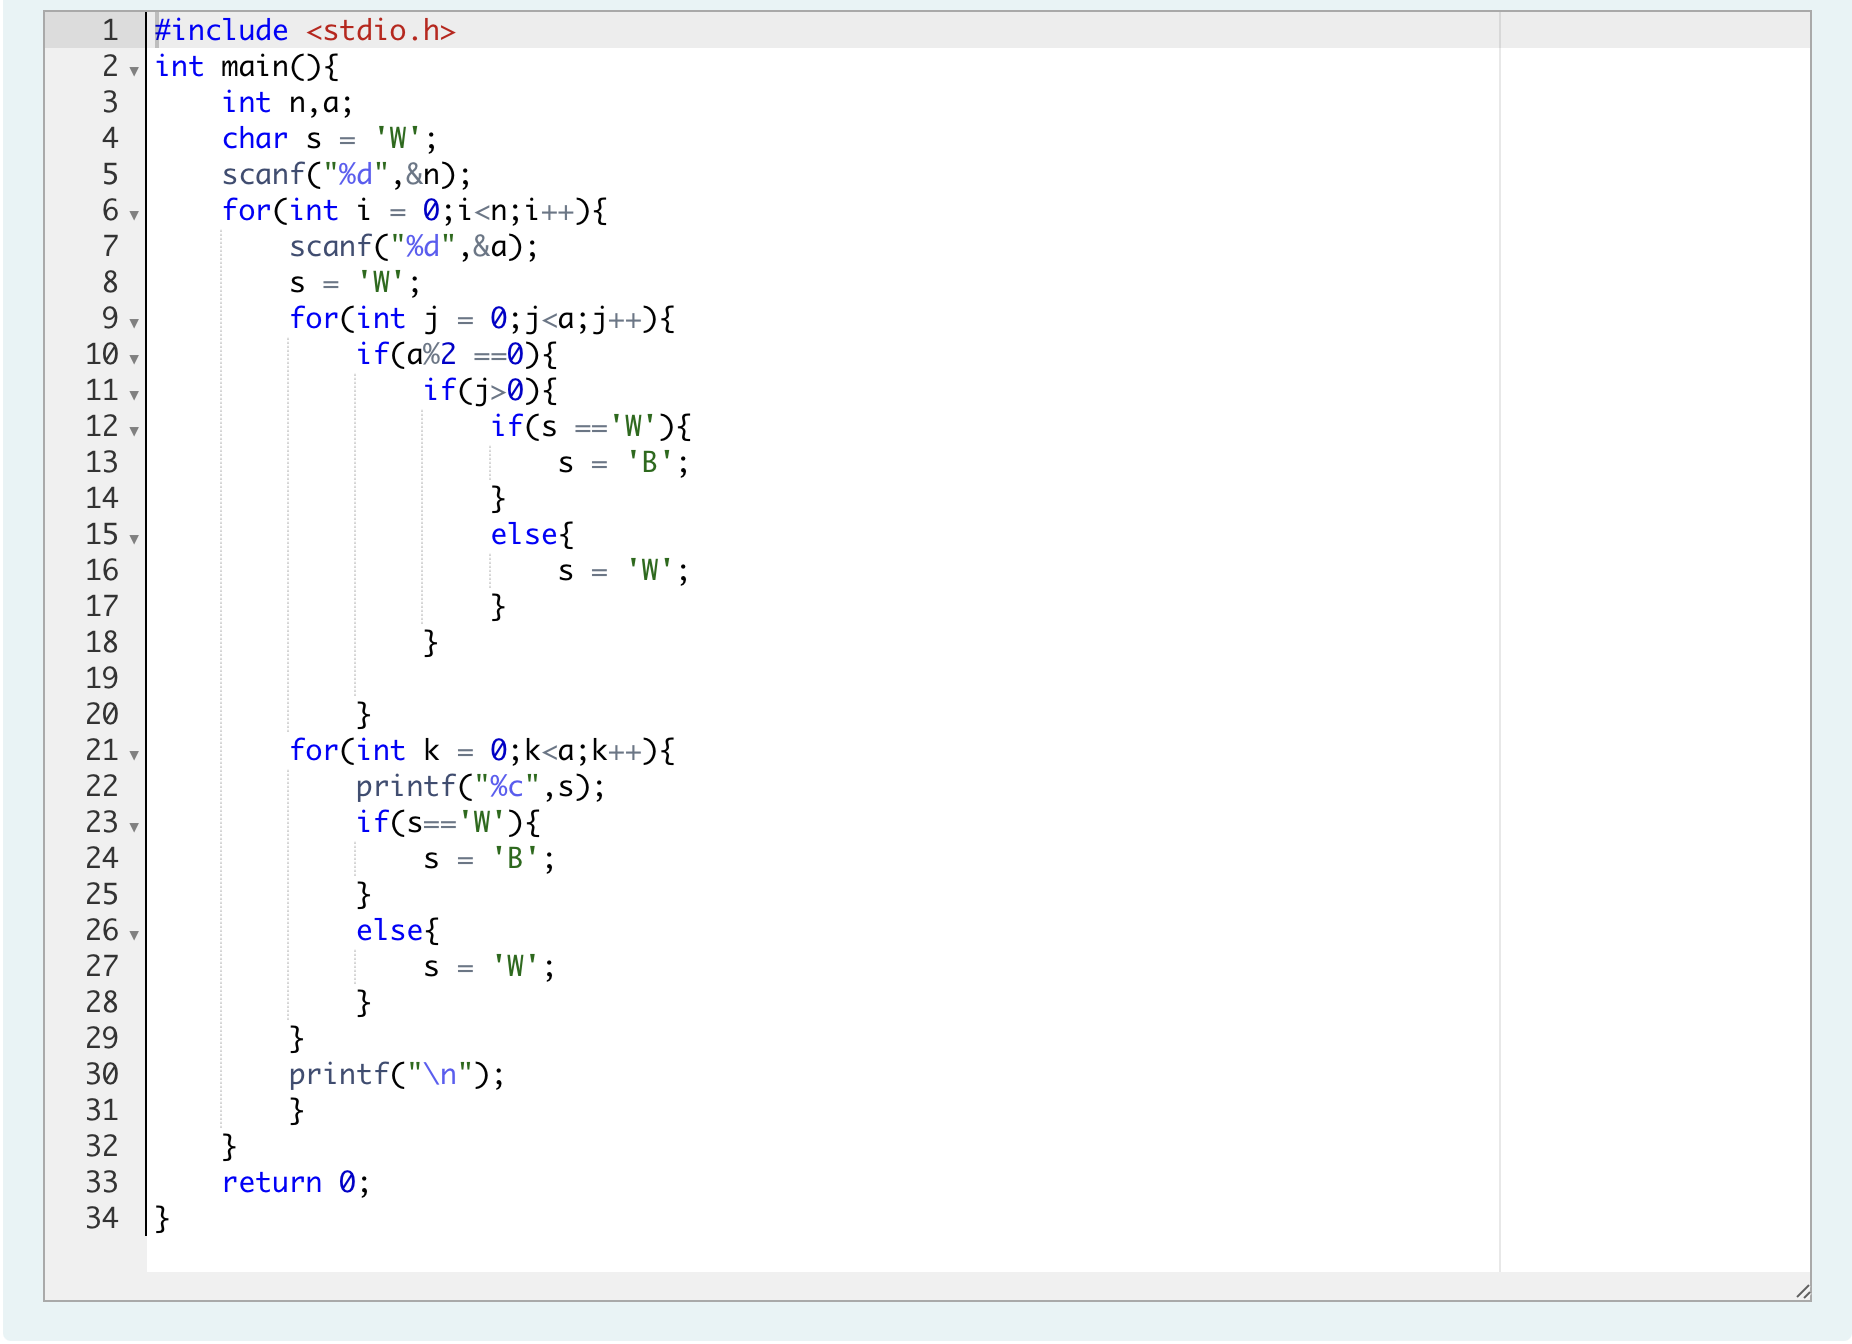 1 #include <stdio.h>
2 int main(){
3     int n,a;
4     char s = 'W';
5     scanf("%d",&n);
6     for(int i = 0;i<n;i++){
7         scanf("%d",&a);
8         s = 'W';
9         for(int j = 0;j<a;j++){
10             if(a%2 ==0){
11                 if(j>0){
12                     if(s =='W'){
13                         s = 'B';
14                     }
15                     else{
16                         s = 'W';
17                     }
18                 }
19
20             }
21         for(int k = 0;k<a;k++){
22             printf("%c",s);
23             if(s=='W'){
24                 s = 'B';
25             }
26             else{
27                 s = 'W';
28             }
29         }
30         printf("\n");
31         }
32     }
33     return 0;
34 }